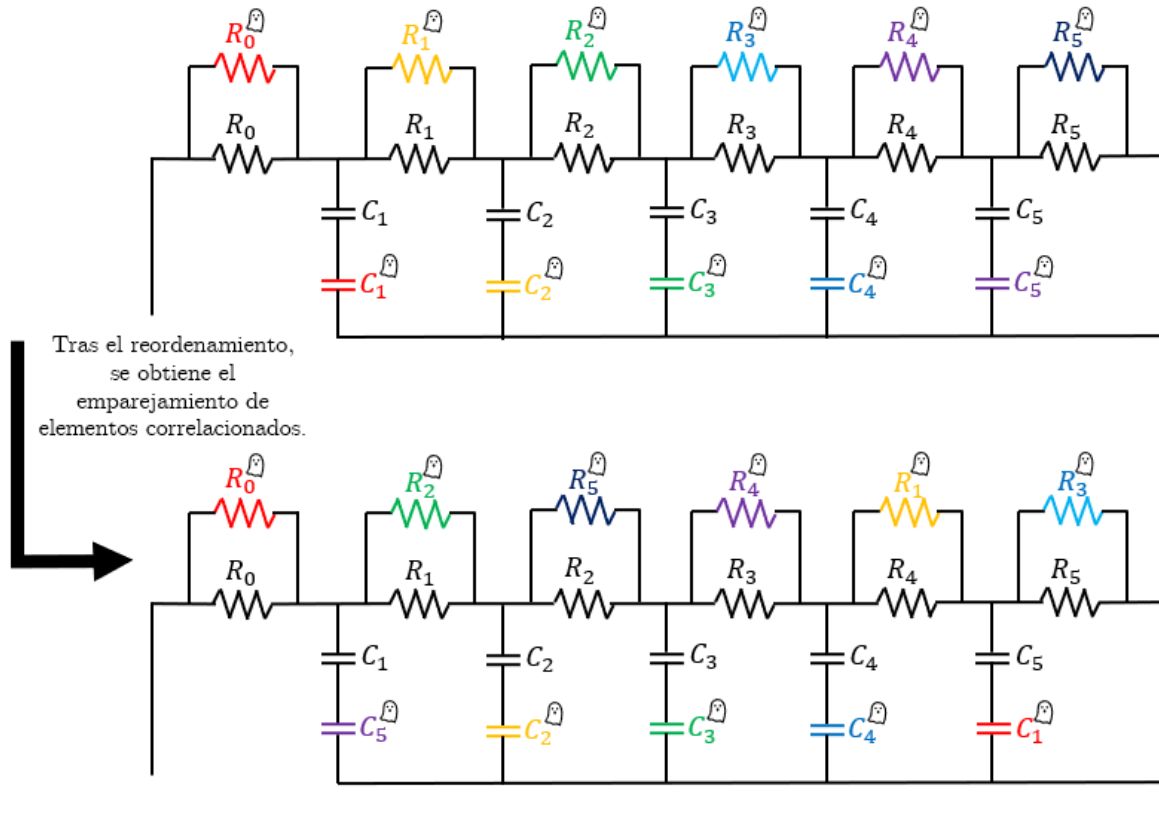 R₀ R₁ R₂ R₃ R₄ R₅
R₀ R₁ R₂ R₃ R₄ R₅
C₁ C₂ C₃ C₄ C₅
C₁ C₂ C₃ C₄ C₅
Tras el reordenamiento,
se obtiene el
emparejamiento de
elementos correlacionados.
R₀ R₂ R₅ R₄ R₁ R₃
R₀ R₁ R₂ R₃ R₄ R₅
C₁ C₂ C₃ C₄ C₅
C₅ C₂ C₃ C₄ C₁